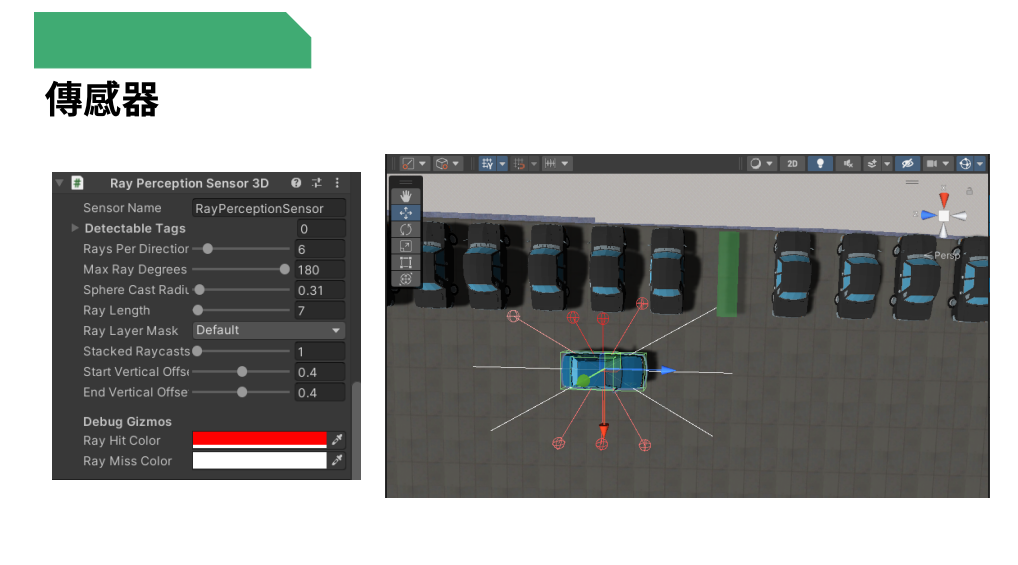 傳感器
Ray Perception Sensor 3D
Sensor Name RayPerceptionSensor
Detectable Tags 0
Rays Per Direction 6
Max Ray Degrees 180
Sphere Cast Radiu 0.31
Ray Length 7
Ray Layer Mask Default
Stacked Raycasts 1
Start Vertical Offse 0.4
End Vertical Offse 0.4
Debug Gizmos
Ray Hit Color
Ray Miss Color
2D
< Persp